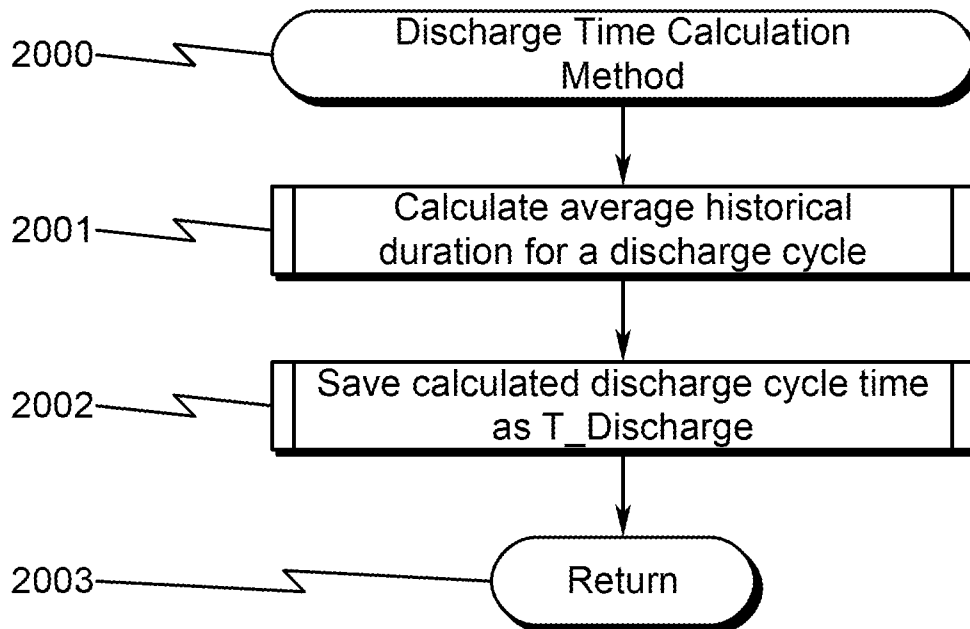 2000
Discharge Time Calculation
Method
2001
Calculate average historical
duration for a discharge cycle
2002
Save calculated discharge cycle time
as T_Discharge
2003
Return